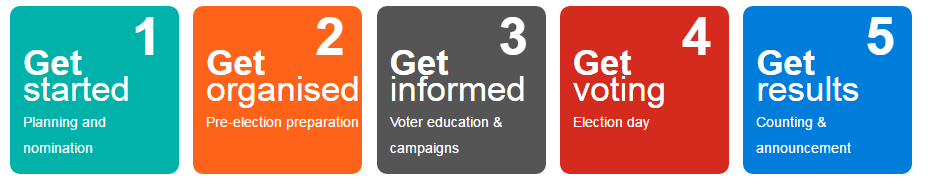 1
Get
started
Planning and
nomination
2
Get
organised
Pre-election preparation
3
Get
informed
Voter education &
campaigns
4
Get
voting
Election day
5
Get
results
Counting &
announcement